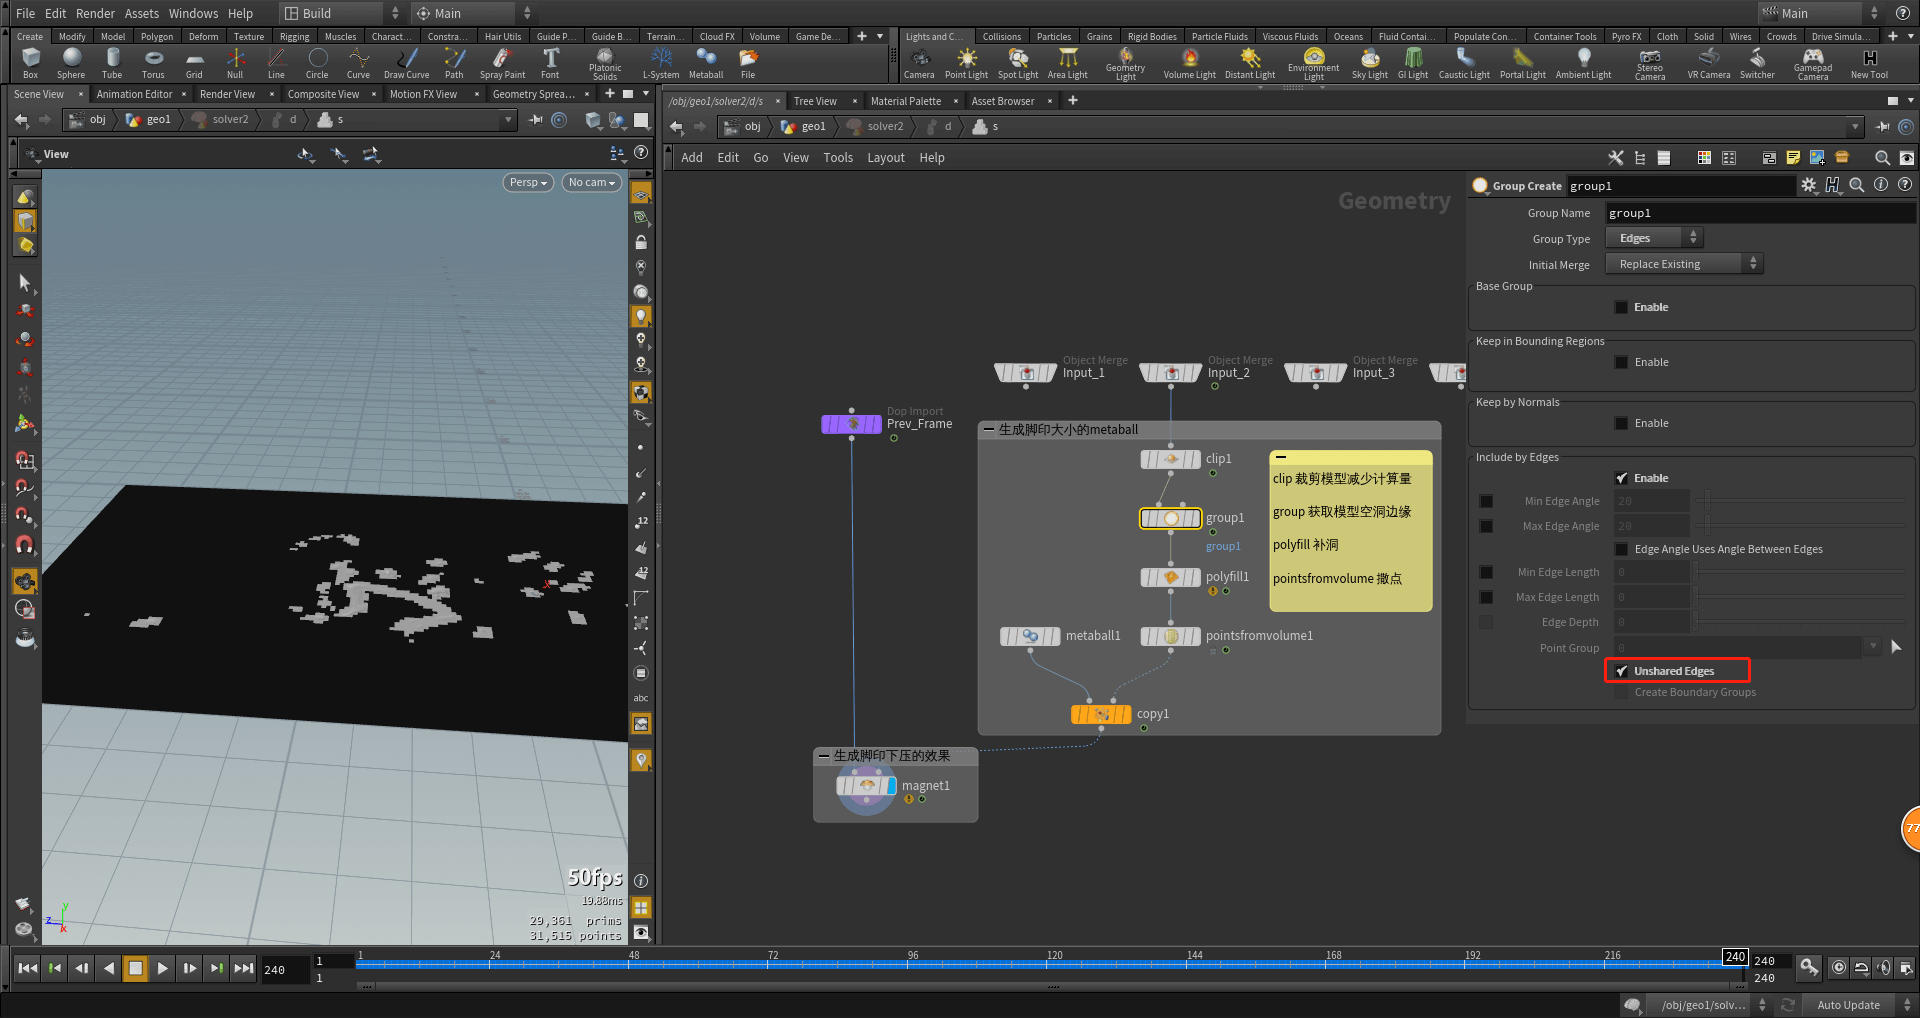 File Edit Render Assets Windows Help Build Main Main
Create Modify Model Polygon Deform Texture Rigging Muscles Charact... Constra... Hair Utils Guide P... Guide B... Terrain... Cloud FX Volume Game De...
Lights and C... Collisions Particles Grains Rigid Bodies Particle Fluids Viscous Fluids Oceans Fluid Contai... Populate Con... Container Tools Pyro FX Cloth Solid Wires Crowds Drive Simula...
Box Sphere Tube Torus Grid Null Line Circle Curve Draw Curve Path Spray Paint Font Platonic Solids L-System Metaball File
Camera Point Light Spot Light Area Light Geometry Light Volume Light Distant Light Environment Light Sky Light GI Light Caustic Light Portal Light Ambient Light Stereo Camera VR Camera Switcher Gamepad Camera New Tool
Scene View Animation Editor Render View Composite View Motion FX View Geometry Sprea...
obj geo1 solver2 d s
View
Persp No cam
50fps
19.88ms
29,361 prims
31,515 points
abc
12
12
/obj/geo1/solver2/d/s Tree View Material Palette Asset Browser
obj geo1 solver2 d s
Add Edit Go View Tools Layout Help
Geometry
Object Merge
Input_1
Object Merge
Input_2
Object Merge
Input_3
Dop Import
Prev_Frame
生成脚印大小的metaball
clip1
group1
group1
polyfill1
metaball1
pointsfromvolume1
copy1
clip 裁剪模型减少计算量
group 获取模型空洞边缘
polyfill 补洞
pointsfromvolume 撒点
生成脚印下压的效果
magnet1
Group Create group1
Group Name group1
Group Type Edges
Initial Merge Replace Existing
Base Group
Enable
Keep in Bounding Regions
Enable
Keep by Normals
Enable
Include by Edges
Enable
Min Edge Angle 20
Max Edge Angle 20
Edge Angle Uses Angle Between Edges
Min Edge Length 0
Max Edge Length 0
Edge Depth 0
Point Group 0
Unshared Edges
Create Boundary Groups
77
240 1 1 24 48 72 96 120 144 168 192 216 240 240
1 240
/obj/geo1/solv... Auto Update